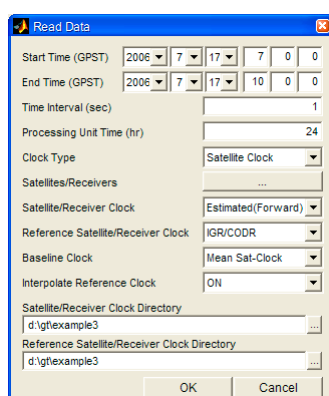 Read Data
Start Time (GPST) 2006 7 17 7 0 0
End Time (GPST) 2006 7 17 10 0 0
Time Interval (sec) 1
Processing Unit Time (hr) 24
Clock Type Satellite Clock
Satellites/Receivers ...
Satellite/Receiver Clock Estimated(Forward)
Reference Satellite/Receiver Clock IGR/CODR
Baseline Clock Mean Sat-Clock
Interpolate Reference Clock ON
Satellite/Receiver Clock Directory
d:\gt\example3 ...
Reference Satellite/Receiver Clock Directory
d:\gt\example3 ...
OK Cancel